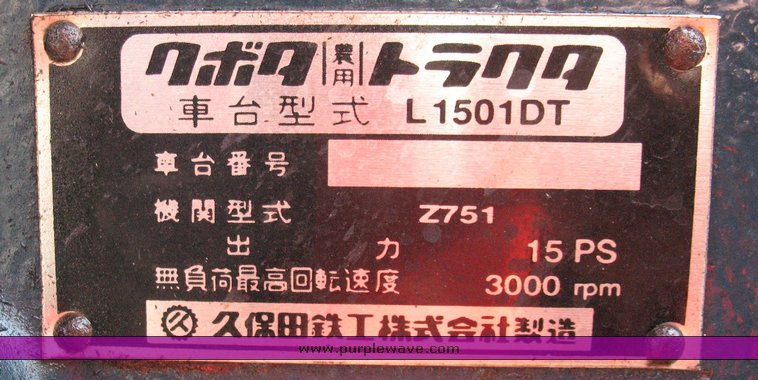 クボタ農用トラクタ
車台型式 L1501DT
車台番号
機関型式 Z751
出力 15 PS
無負荷最高回転速度 3000 rpm
久保田鉄工株式会社製造
www.purplewave.com